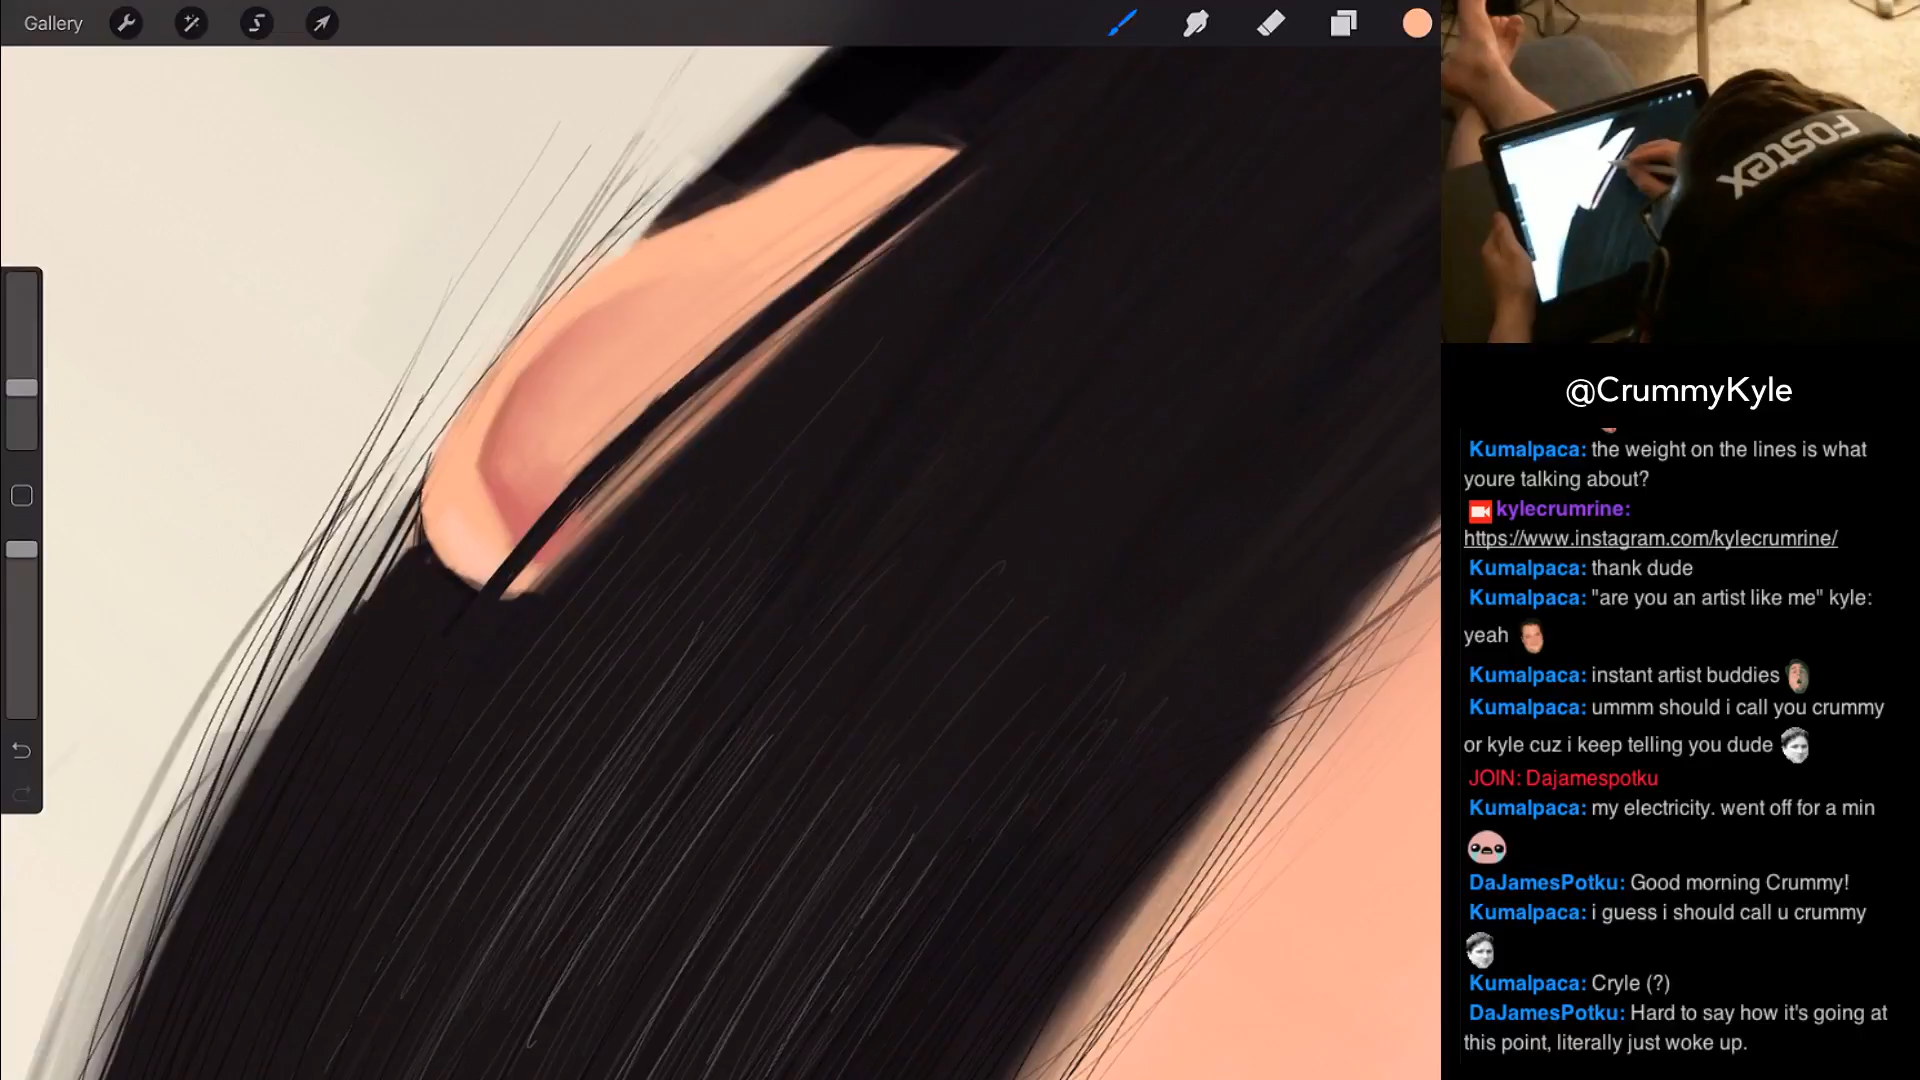 Gallery
FOSTEX
@CrummyKyle
Kumalpaca: the weight on the lines is what
youre talking about?
kylecrumrine:
https://www.instagram.com/kylecrumrine/
Kumalpaca: thank dude
Kumalpaca: "are you an artist like me" kyle:
yeah
Kumalpaca: instant artist buddies
Kumalpaca: ummm should i call you crummy
or kyle cuz i keep telling you dude
JOIN: Dajamespotku
Kumalpaca: my electricity. went off for a min
DaJamesPotku: Good morning Crummy!
Kumalpaca: i guess i should call u crummy
Kumalpaca: Cryle (?)
DaJamesPotku: Hard to say how it's going at
this point, literally just woke up.